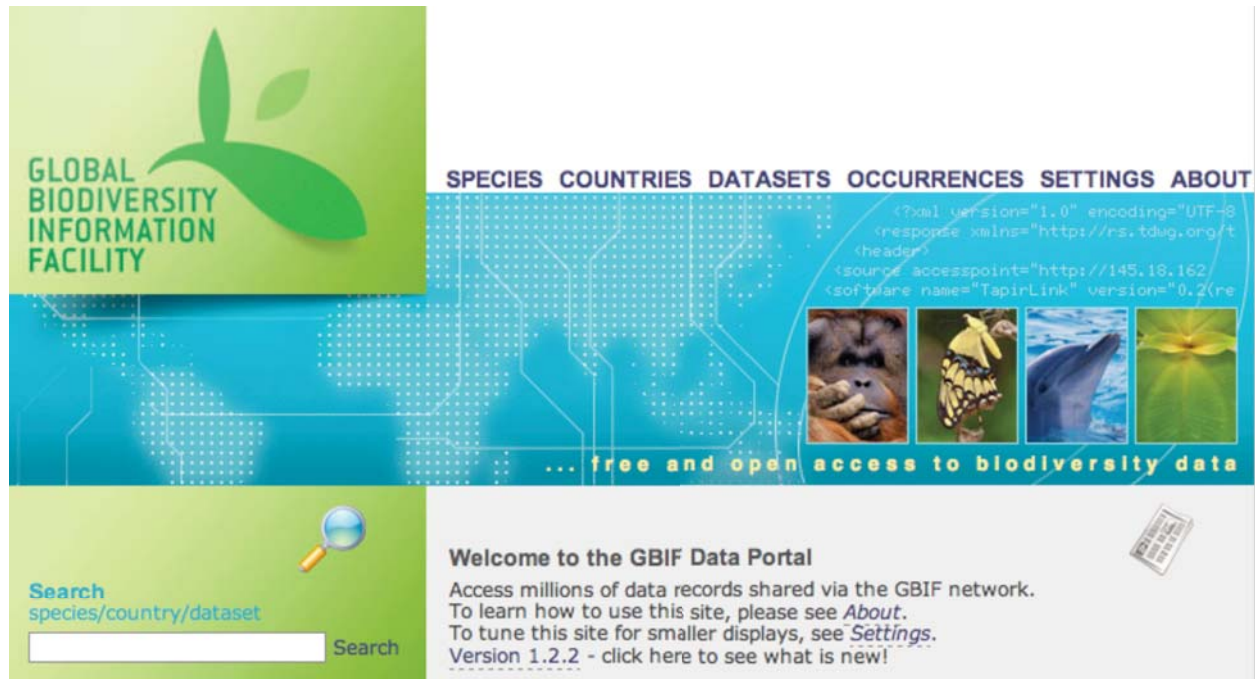 GLOBAL
BIODIVERSITY
INFORMATION
FACILITY
SPECIES COUNTRIES DATASETS OCCURRENCES SETTINGS ABOUT
<?xml version="1.0" encoding="UTF-8
<response xmlns="http://rs.tdwg.org/t
<header>
<source accesspoint="http://145.18.162
<software name="TapirLink" version="0.2(re
... free and open access to biodiversity data
Search
species/country/dataset
Search
Welcome to the GBIF Data Portal
Access millions of data records shared via the GBIF network.
To learn how to use this site, please see About.
To tune this site for smaller displays, see Settings.
Version 1.2.2 - click here to see what is new!